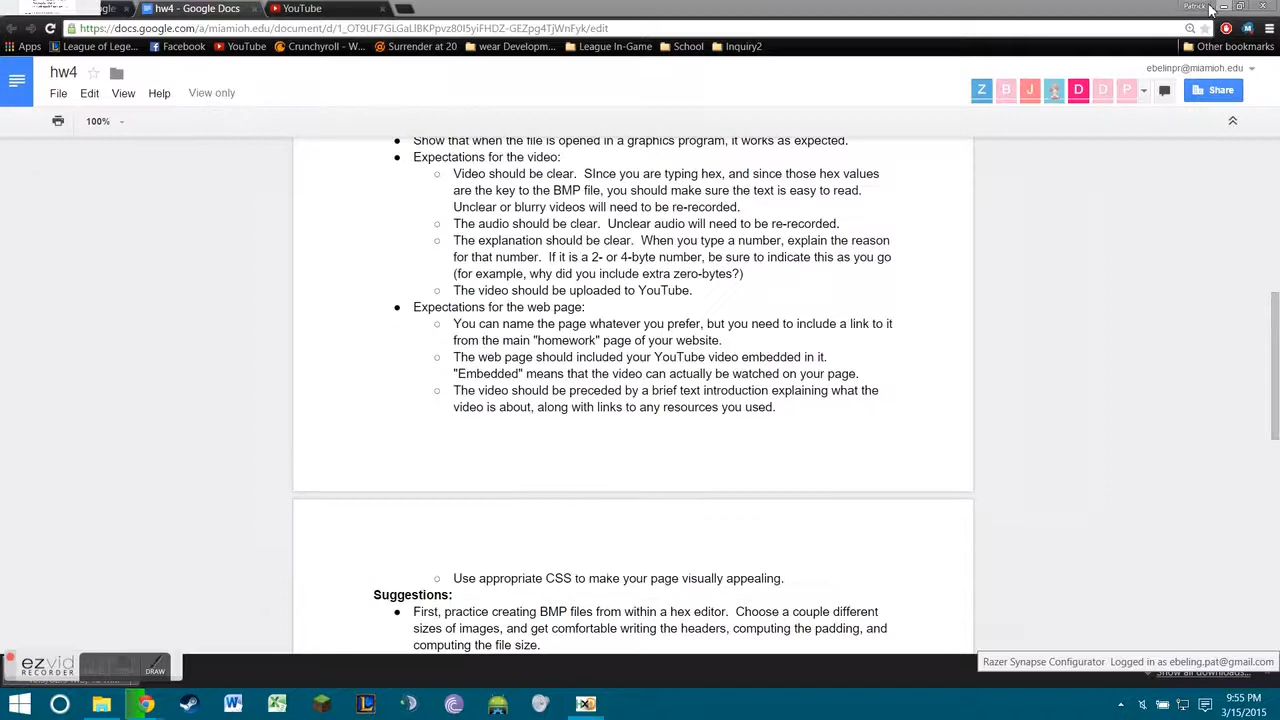 Patrick
gle
hw4 - Google Docs
YouTube
https://docs.google.com/a/miamioh.edu/document/d/1_OT9UF7GLGaLlBKPpvz80I5yiFHDZ-GEZpg4TjWnFyk/edit
Apps
League of Lege...
Facebook
YouTube
Crunchyroll - W...
Surrender at 20
wear Develop...
League In-Game
School
Inquiry2
Other bookmarks
hw4
ebelinpr@miamioh.edu
File Edit View Help View only
Z B J D D P
Share
100%
Show that when the file is opened in a graphics program, it works as expected.
Expectations for the video:
Video should be clear. SInce you are typing hex, and since those hex values
are the key to the BMP file, you should make sure the text is easy to read.
Unclear or blurry videos will need to be re-recorded.
The audio should be clear. Unclear audio will need to be re-recorded.
The explanation should be clear. When you type a number, explain the reason
for that number. If it is a 2- or 4-byte number, be sure to indicate this as you go
(for example, why did you include extra zero-bytes?)
The video should be uploaded to YouTube.
Expectations for the web page:
You can name the page whatever you prefer, but you need to include a link to it
from the main "homework" page of your website.
The web page should included your YouTube video embedded in it.
"Embedded" means that the video can actually be watched on your page.
The video should be preceded by a brief text introduction explaining what the
video is about, along with links to any resources you used.
Use appropriate CSS to make your page visually appealing.
Suggestions:
First, practice creating BMP files from within a hex editor. Choose a couple different
sizes of images, and get comfortable writing the headers, computing the padding, and
computing the file size.
ezvid
RECORDER
DRAW
Razer Synapse Configurator Logged in as ebeling.pat@gmail.com
Show all downloads...
9:55 PM
3/15/2015